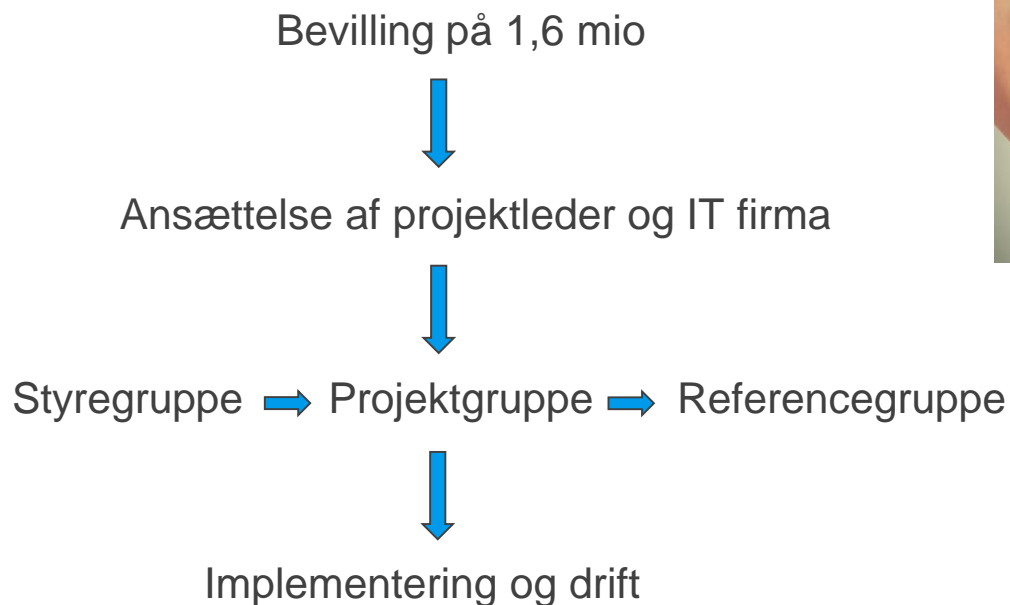 Bevilling på 1,6 mio
Ansættelse af projektleder og IT firma
Styregruppe Projektgruppe Referencegruppe
Implementering og drift